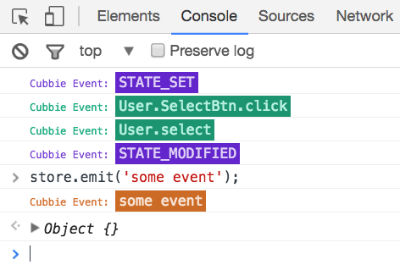 Elements Console Sources Network
top ▼ Preserve log
Cubbie Event: STATE_SET
Cubbie Event: User.SelectBtn.click
Cubbie Event: User.select
Cubbie Event: STATE_MODIFIED
> store.emit('some event');
Cubbie Event: some event
▶ Object {}
>